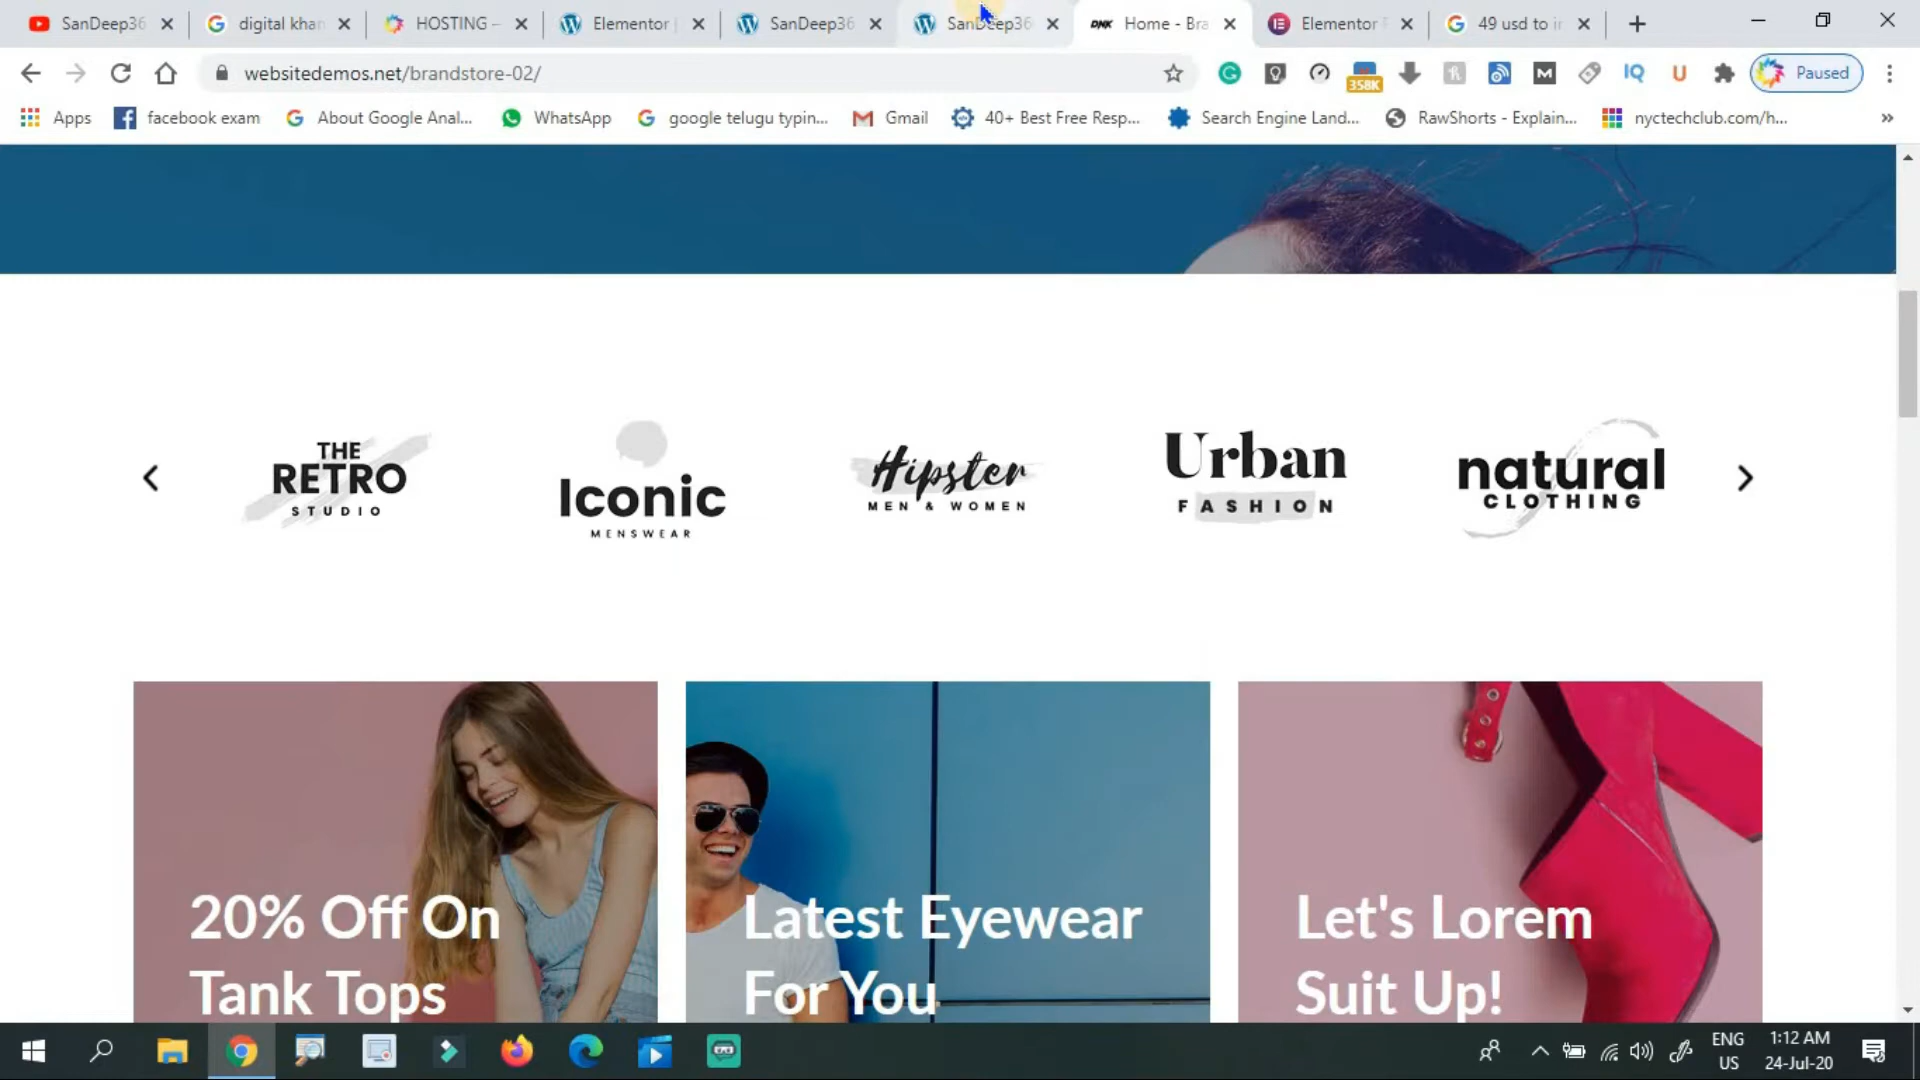 SanDeep36
digital khan
HOSTING –
Elementor
SanDeep36
SanDeep36
DNK Home - Bra
Elementor
49 usd to in
websitedemos.net/brandstore-02/
358K
Paused
Apps
facebook exam
About Google Anal...
WhatsApp
google telugu typin...
Gmail
40+ Best Free Resp...
Search Engine Land...
RawShorts - Explain...
nyctechclub.com/h...
»
THE
RETRO
STUDIO
Iconic
MENSWEAR
Hipster
MEN & WOMEN
Urban
FASHION
natural
CLOTHING
20% Off On
Tank Tops
Latest Eyewear
For You
Let's Lorem
Suit Up!
ENG
US
1:12 AM
24-Jul-20